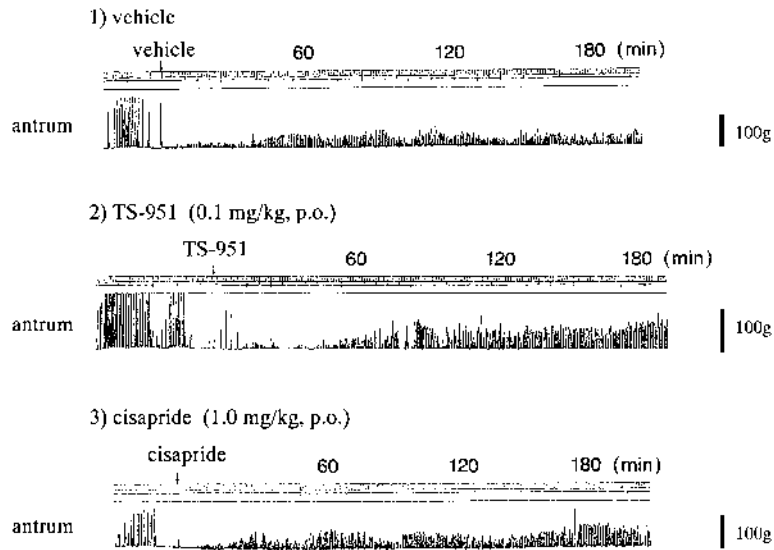 1) vehicle
vehicle 60 120 180 (min)
antrum 100g
2) TS-951 (0.1 mg/kg, p.o.)
TS-951 60 120 180 (min)
antrum 100g
3) cisapride (1.0 mg/kg, p.o.)
cisapride 60 120 180 (min)
antrum 100g